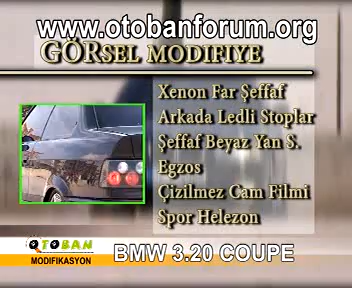 www.otobanforum.org
GÖRSEL MODIFIYE
Xenon Far Şeffaf
Arkada Ledli Stoplar
Şeffaf Beyaz Yan S.
Egzos
Çizilmez Cam Filmi
Spor Helezon
OTOBAN
MODIFIKASYON
BMW 3.20 COUPE